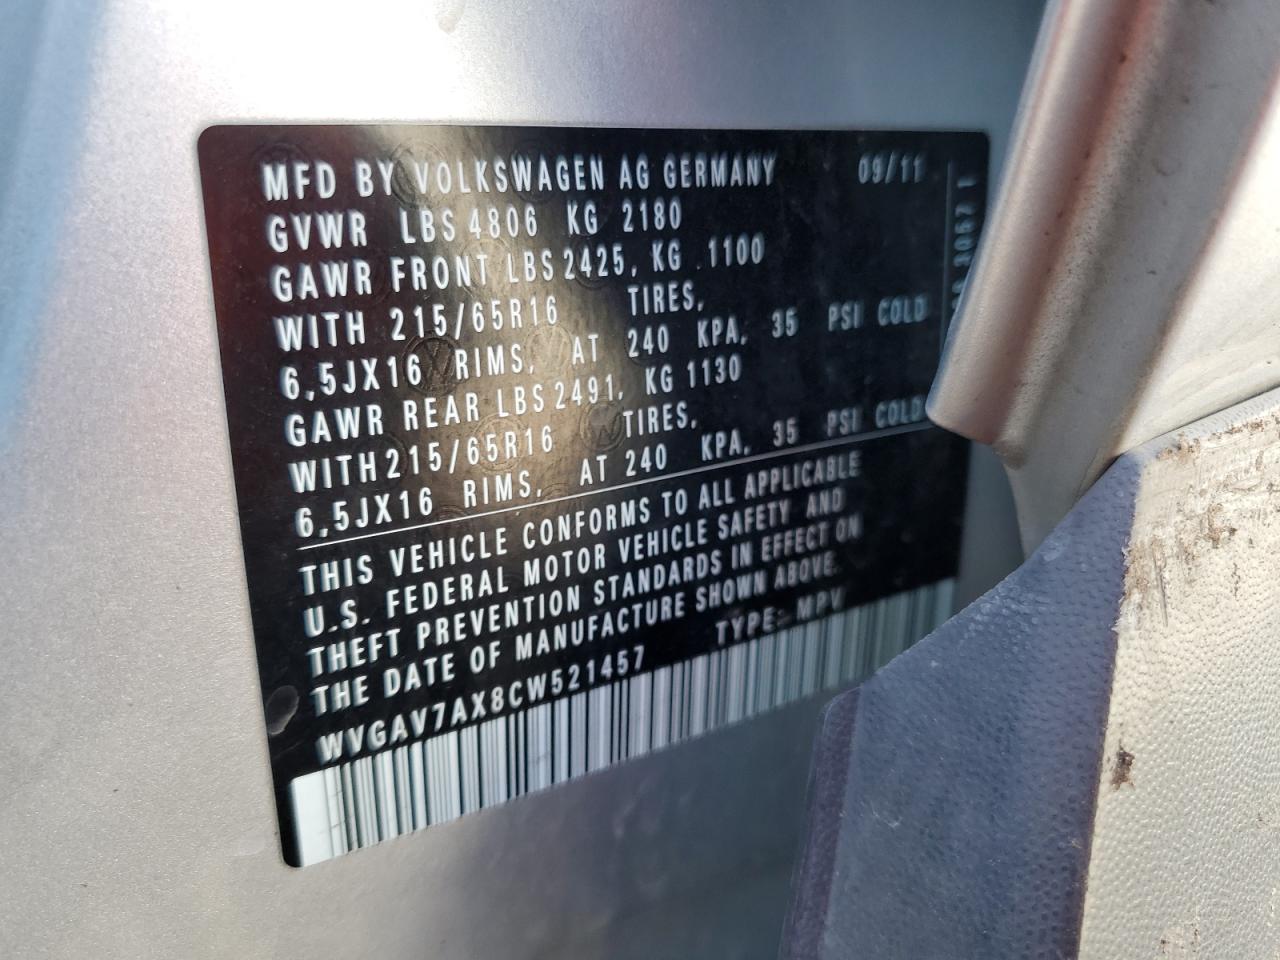 MFD BY VOLKSWAGEN AG GERMANY 09/11
GVWR LBS 4806 KG 2180
GAWR FRONT LBS 2425, KG 1100
WITH 215/65R16 TIRES,
6,5JX16 RIMS, AT 240 KPA, 35 PSI COLD
GAWR REAR LBS 2491, KG 1130
WITH 215/65R16 TIRES,
6,5JX16 RIMS, AT 240 KPA, 35 PSI COLD
THIS VEHICLE CONFORMS TO ALL APPLICABLE
U.S. FEDERAL MOTOR VEHICLE SAFETY AND
THEFT PREVENTION STANDARDS IN EFFECT ON
THE DATE OF MANUFACTURE SHOWN ABOVE.
WVGAV7AX8CW521457 TYPE: MPV